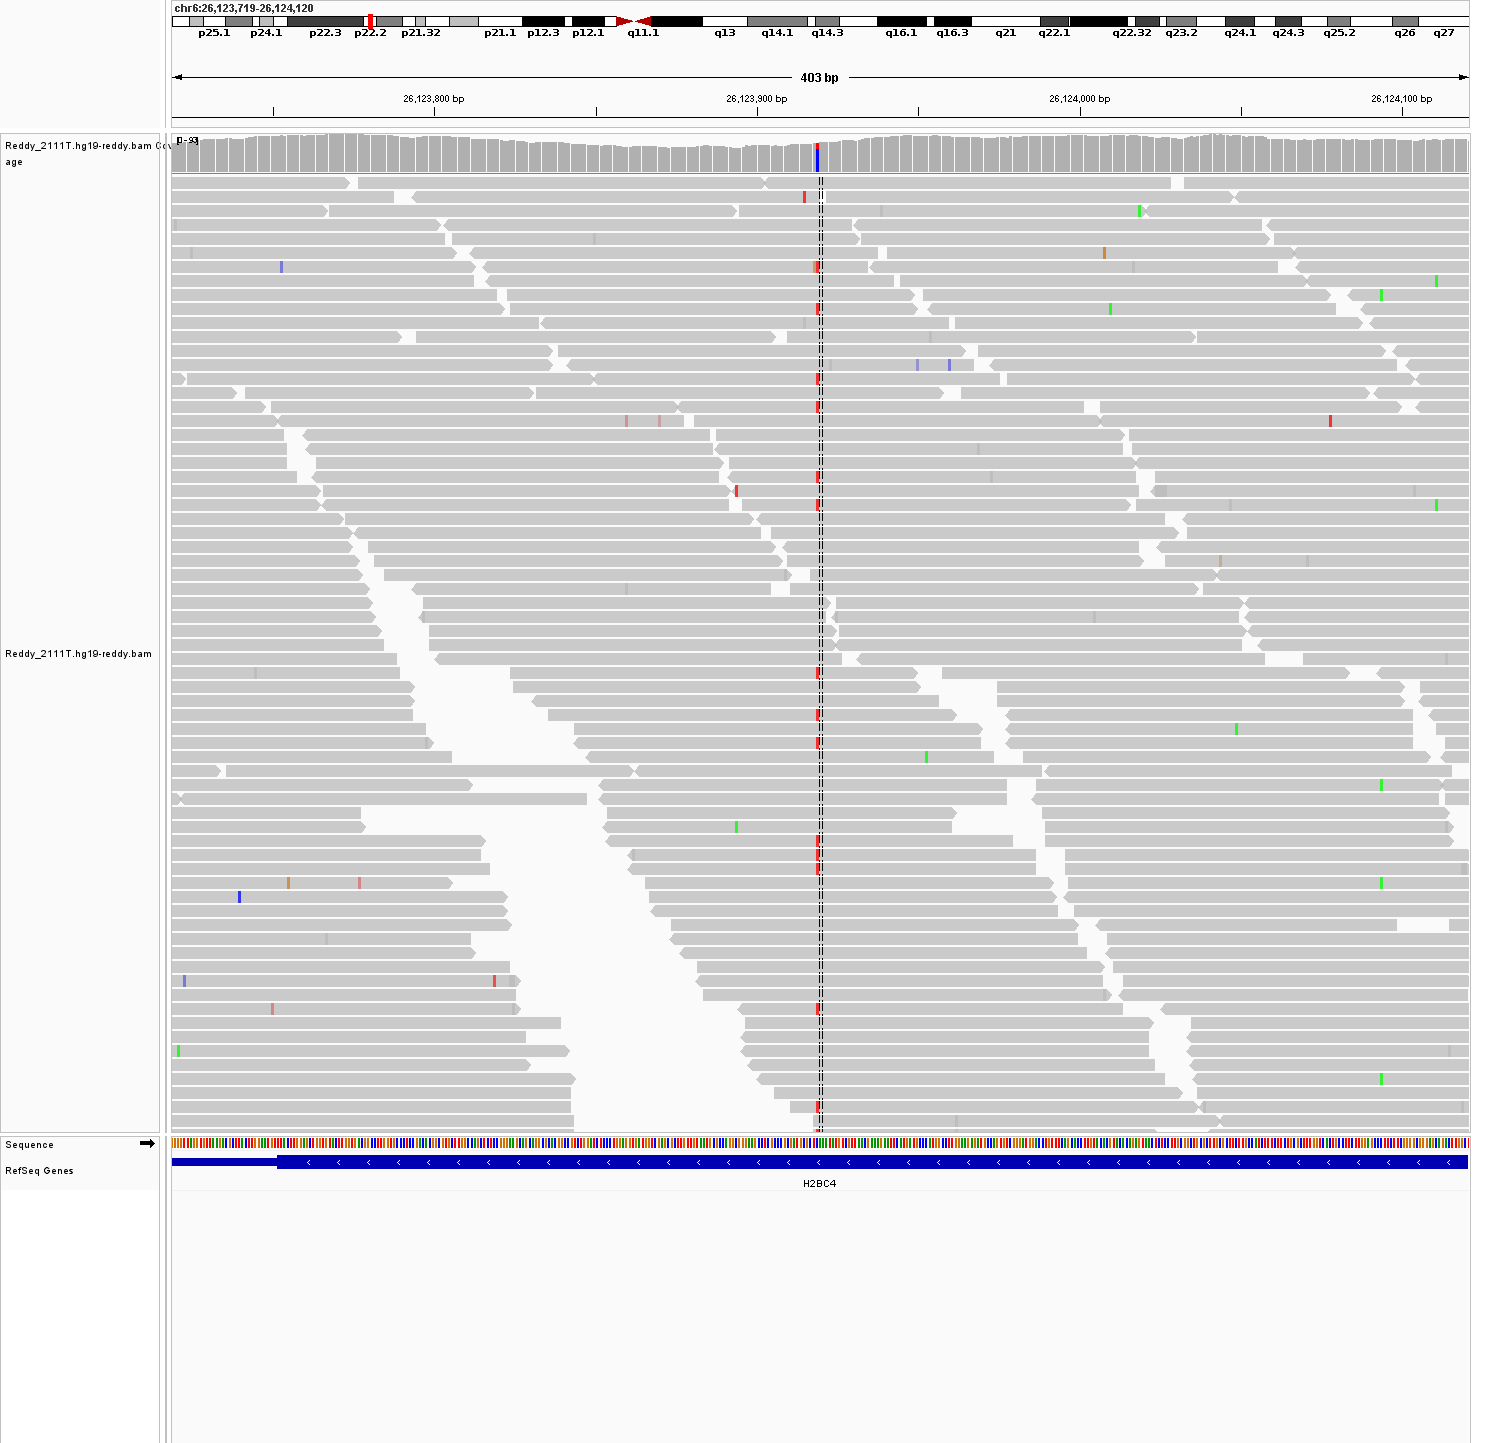 chr6:26,123,719-26,124,120
p25.1 p24.1 p22.3 p22.2 p21.32 p21.1 p12.3 p12.1 q11.1 q13 q14.1 q14.3 q16.1 q16.3 q21 q22.1 q22.32 q23.2 q24.1 q24.3 q25.2 q26 q27
403 bp
26,123,800 bp 26,123,900 bp 26,124,000 bp 26,124,100 bp
Reddy_2111T.hg19-reddy.bam Cov
age
Reddy_2111T.hg19-reddy.bam
Sequence
RefSeq Genes
H2BC4